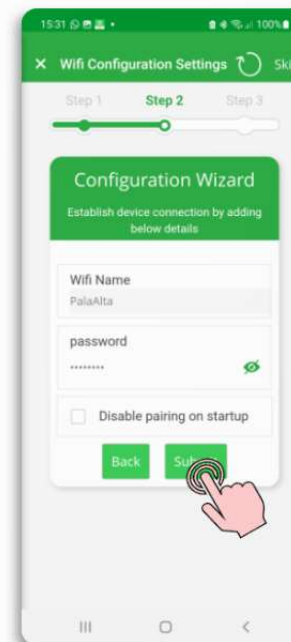 15:31
100%
Wifi Configuration Settings
Step 1 Step 2 Step 3
Configuration Wizard
Establish device connection by adding
below details
Wifi Name
PalaAlta
password
••••••••
Disable pairing on startup
Back